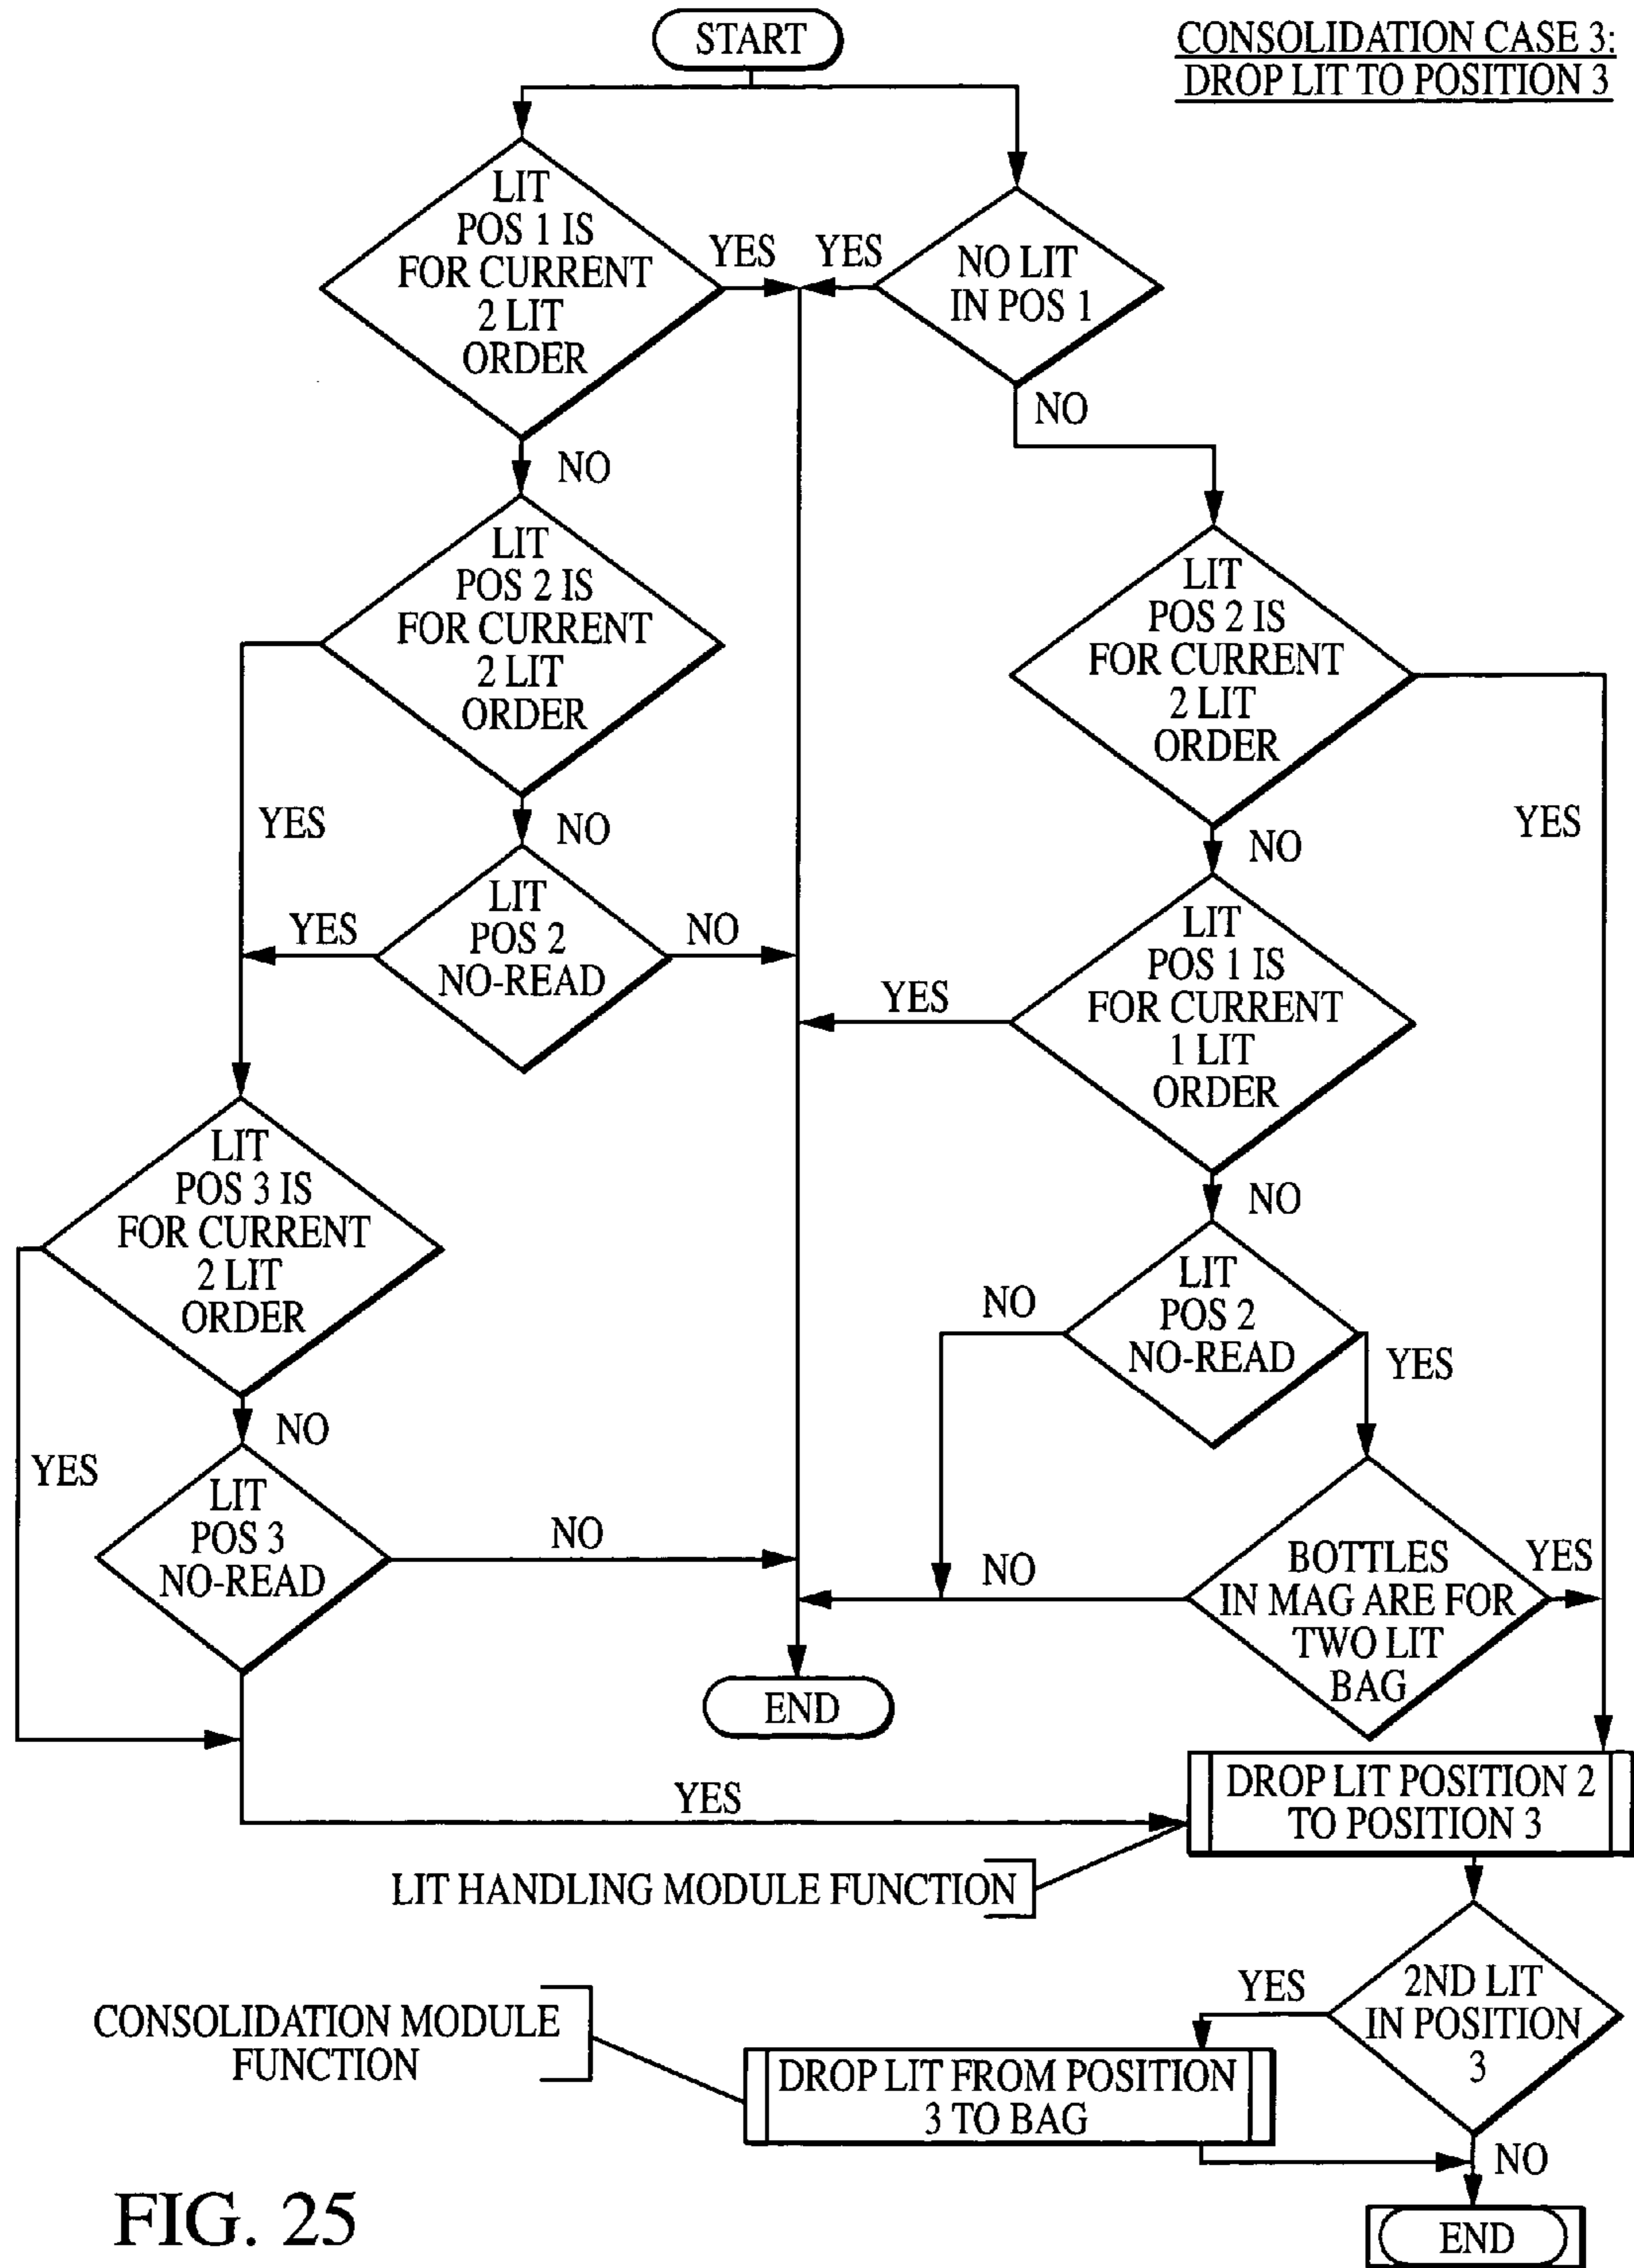 START
CONSOLIDATION CASE 3:
DROP LIT TO POSITION 3
LIT
POS 1 IS
FOR CURRENT
2 LIT
ORDER
YES
YES
NO LIT
IN POS 1
NO
NO
LIT
POS 2 IS
FOR CURRENT
2 LIT
ORDER
LIT
POS 2 IS
FOR CURRENT
2 LIT
ORDER
YES
NO
YES
NO
LIT
POS 2
NO-READ
YES
NO
LIT
POS 1 IS
FOR CURRENT
1 LIT
ORDER
YES
NO
LIT
POS 3 IS
FOR CURRENT
2 LIT
ORDER
LIT
POS 2
NO-READ
NO
YES
NO
YES
LIT
POS 3
NO-READ
NO
BOTTLES
IN MAG ARE FOR
TWO LIT
BAG
NO
YES
END
DROP LIT POSITION 2
TO POSITION 3
YES
LIT HANDLING MODULE FUNCTION
2ND LIT
IN POSITION
3
YES
CONSOLIDATION MODULE
FUNCTION
DROP LIT FROM POSITION
3 TO BAG
NO
END
FIG. 25